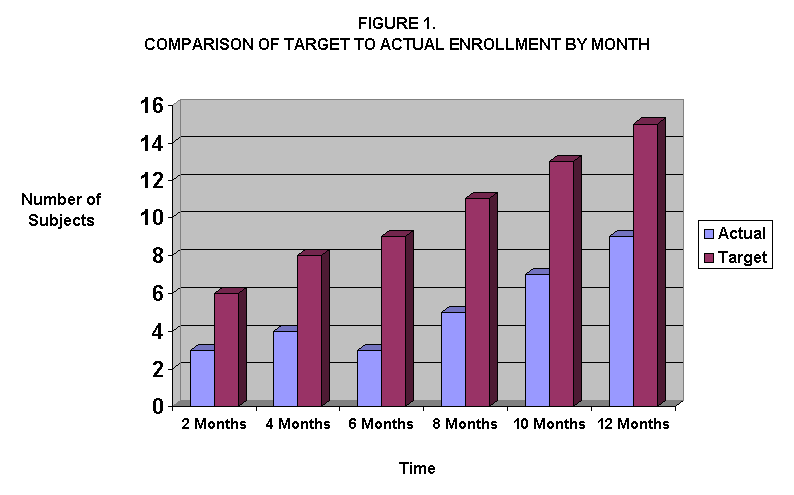 FIGURE 1.
COMPARISON OF TARGET TO ACTUAL ENROLLMENT BY MONTH
16
14
12
10
8
6
4
2
0
Number of
Subjects
Actual
Target
2 Months 4 Months 6 Months 8 Months 10 Months 12 Months
Time